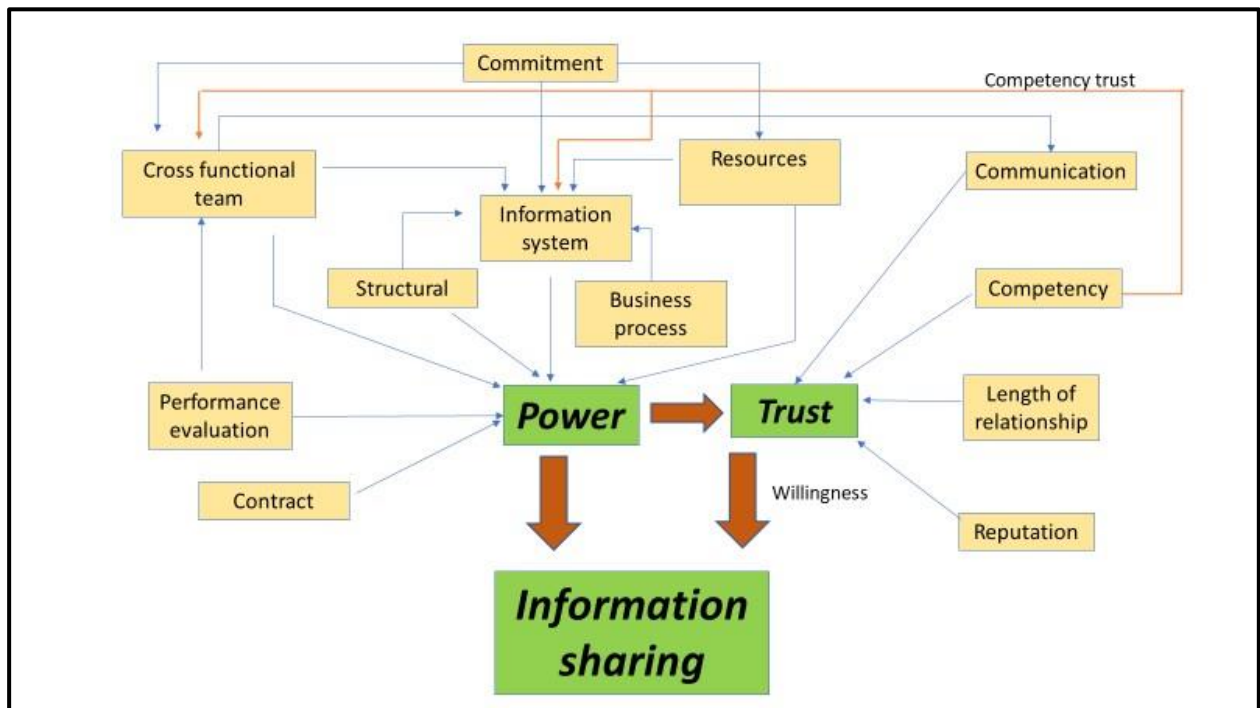 Commitment
Competency trust
Cross functional
team
Resources
Communication
Information
system
Structural
Business
process
Competency
Performance
evaluation
Power
Trust
Length of
relationship
Contract
Willingness
Reputation
Information
sharing